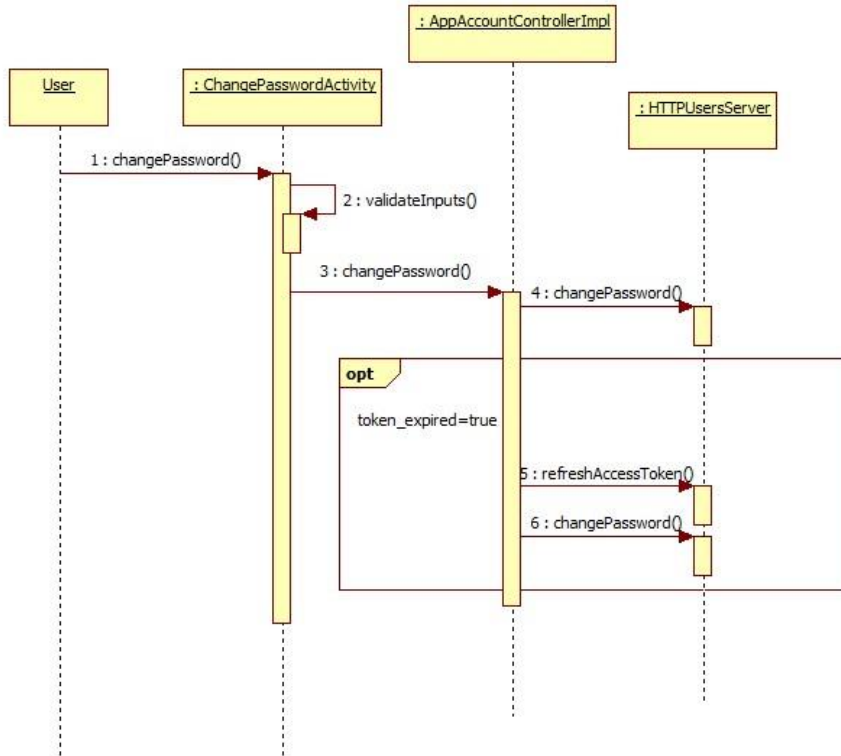 : AppAccountControllerImpl
User
: ChangePasswordActivity
: HTTPUsersServer
1 : changePassword()
2 : validateInputs()
3 : changePassword()
4 : changePassword()
opt
token_expired=true
5 : refreshAccessToken()
6 : changePassword()